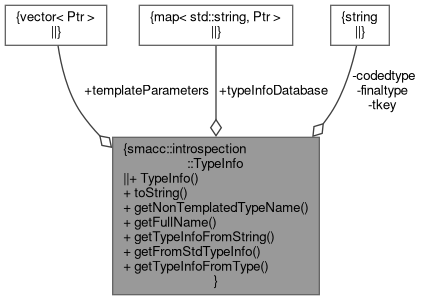 {vector< Ptr >
||}
{map< std::string, Ptr >
||}
{string
||}
+templateParameters
+typeInfoDatabase
-codedtype
-finaltype
-tkey
{smacc::introspection
::TypeInfo
||+ TypeInfo()
+ toString()
+ getNonTemplatedTypeName()
+ getFullName()
+ getTypeInfoFromString()
+ getFromStdTypeInfo()
+ getTypeInfoFromType()
}